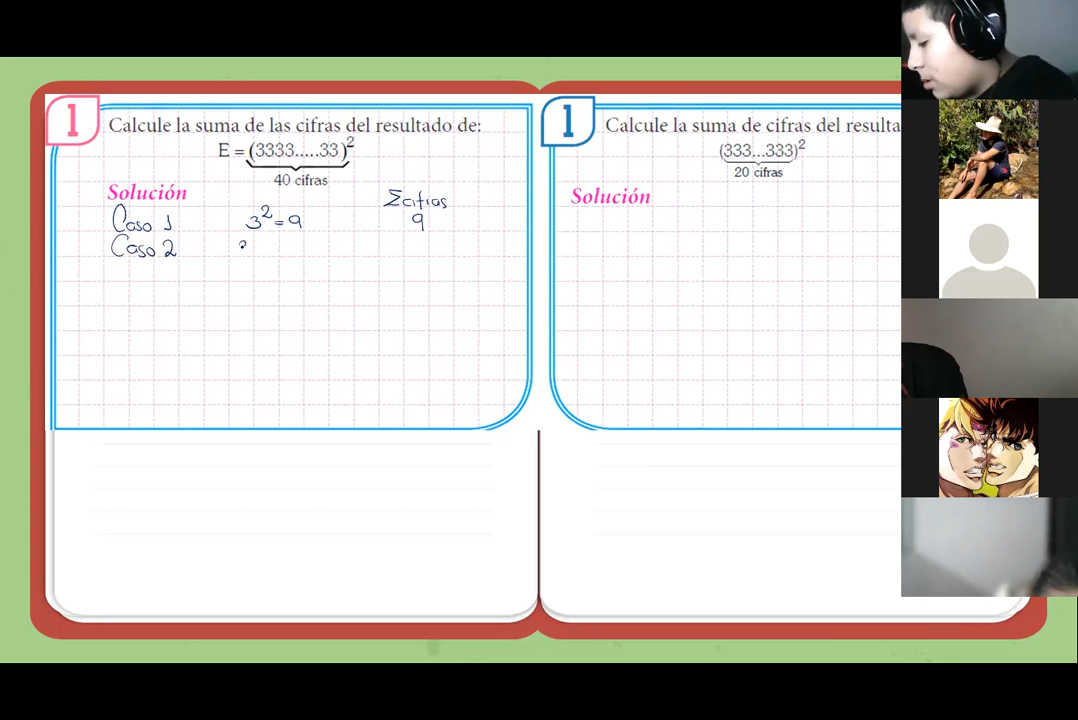 1
Calcule la suma de las cifras del resultado de:
E = (3333.....33)²
40 cifras
Solución
Σcifras
Caso 1 3² = 9 9
Caso 2
1
Calcule la suma de cifras del resulta
(333...333)²
20 cifras
Solución